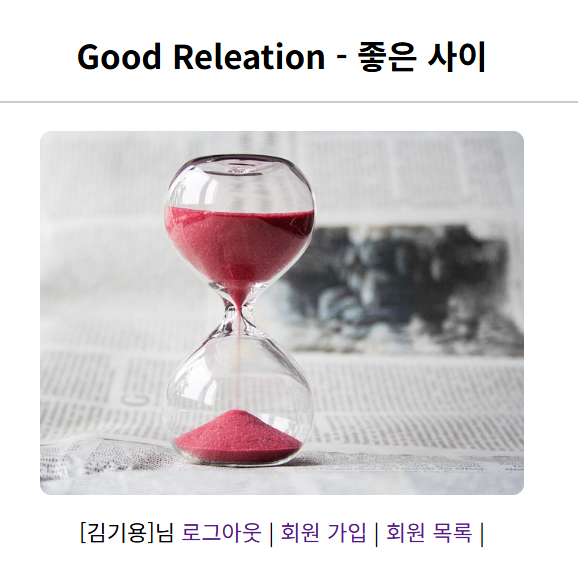 Good Releation - 좋은 사이
[김기용]님 로그아웃 | 회원 가입 | 회원 목록 |